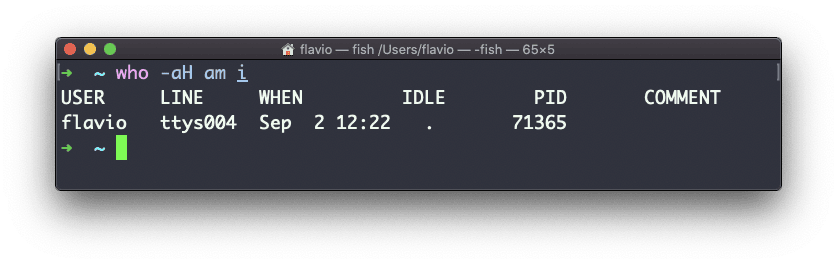 flavio — fish /Users/flavio — -fish — 65×5
➜ ~ who -aH am i
USER LINE WHEN IDLE PID COMMENT
flavio ttys004 Sep 2 12:22 . 71365
➜ ~